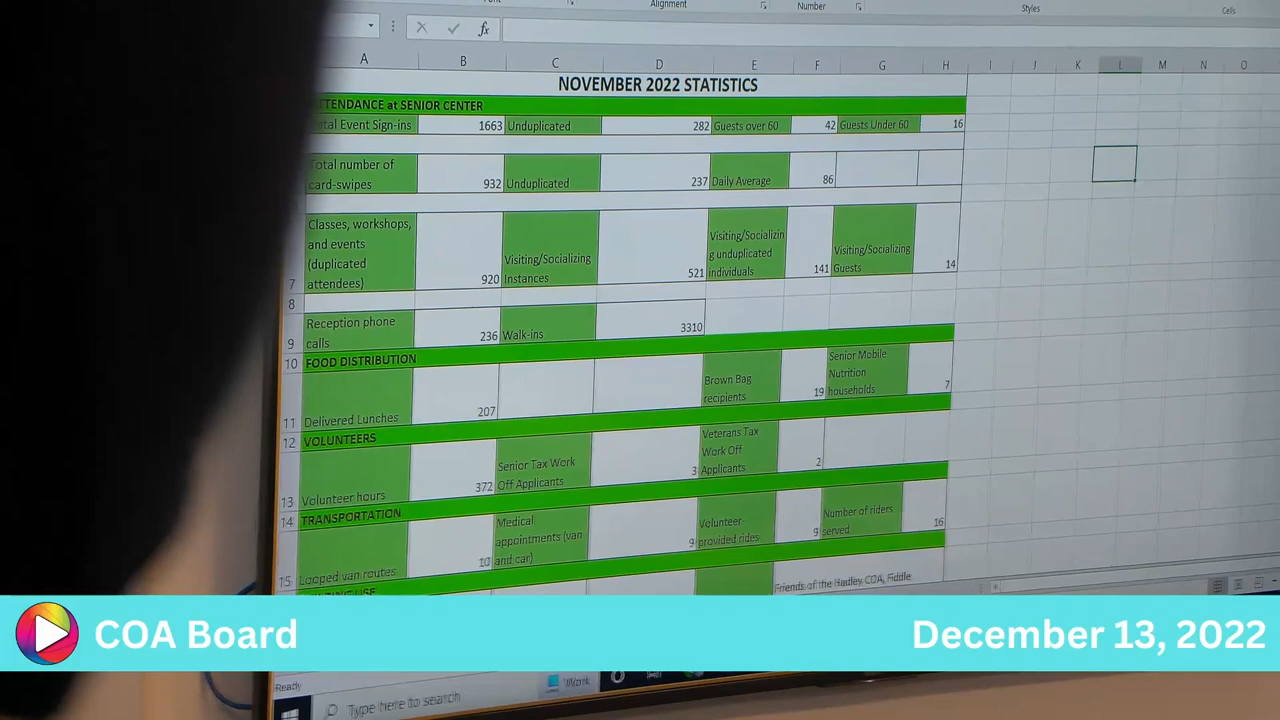 Alignment
Number
Styles
Cells
fx
A B C D E F G H I J K L M N O
NOVEMBER 2022 STATISTICS
ATTENDANCE at SENIOR CENTER
Total Event Sign-ins 1663 Unduplicated 282 Guests over 60 42 Guests Under 60 16
Total number of
card-swipes 932 Unduplicated 237 Daily Average 86
Classes, workshops,
and events
(duplicated
attendees) 920
Visiting/Socializing
Instances 521
Visiting/Socializin
g unduplicated
individuals 141
Visiting/Socializing
Guests 14
7
8
Reception phone
calls 236 Walk-ins 3310
9
10 FOOD DISTRIBUTION
11 Delivered Lunches 207
Brown Bag
recipients 19
Senior Mobile
Nutrition
households 7
12 VOLUNTEERS
13 Volunteer hours 372
Senior Tax Work
Off Applicants 3
Veterans Tax
Work Off
Applicants 2
14 TRANSPORTATION
15 Looped van routes 10
Medical
appointments (van
and car) 9
Volunteer-
provided rides 9
Number of riders
served 16
Friends of the Hadley COA, Fiddle
COA Board
December 13, 2022
Ready
Type here to search
Work